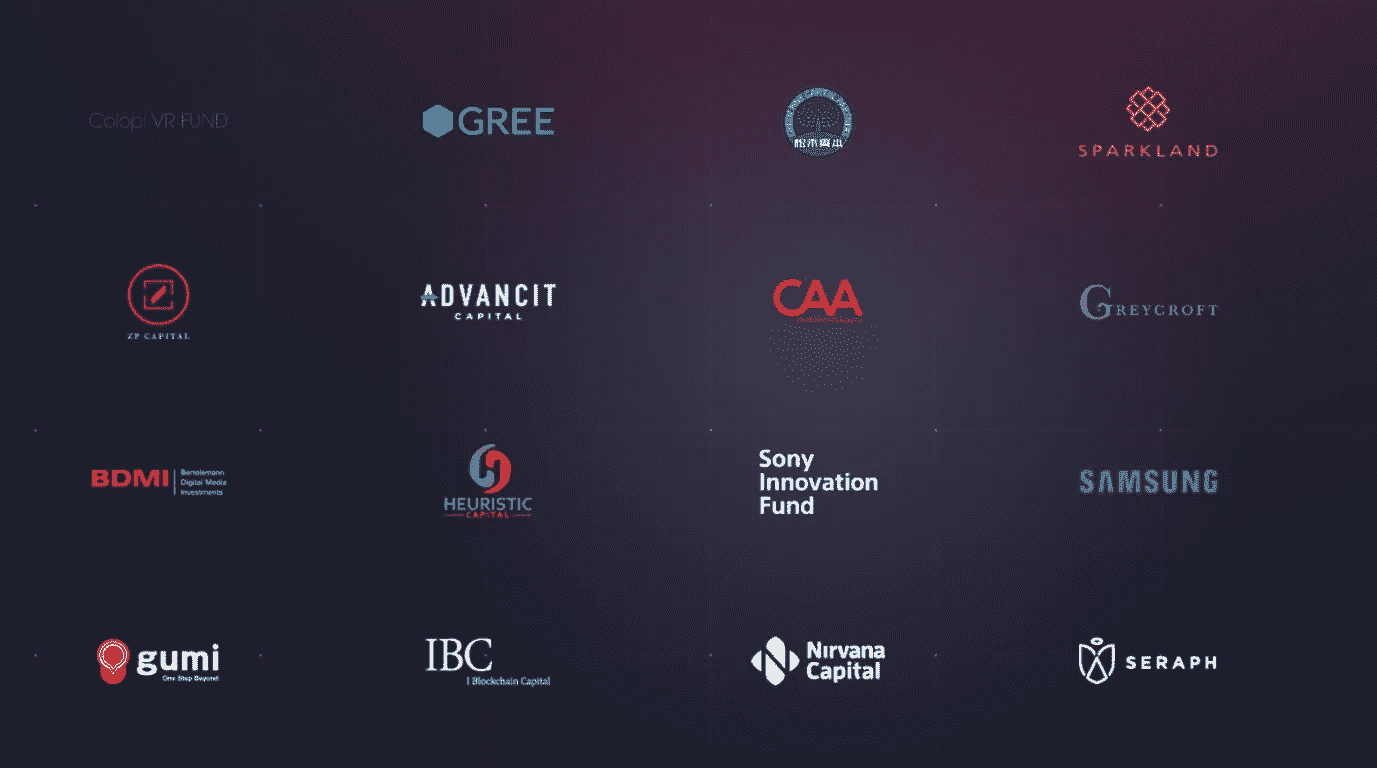 Colopl VR FUND
GREE
SPARKLAND
ZP CAPITAL
ADVANCIT
CAPITAL
CAA
GREYCROFT
BDMI
Bertelsmann
Digital Media
Investments
HEURISTIC
CAPITAL
Sony
Innovation
Fund
SAMSUNG
gumi
One Step Beyond.
IBC
Blockchain Capital
Nirvana
Capital
SERAPH